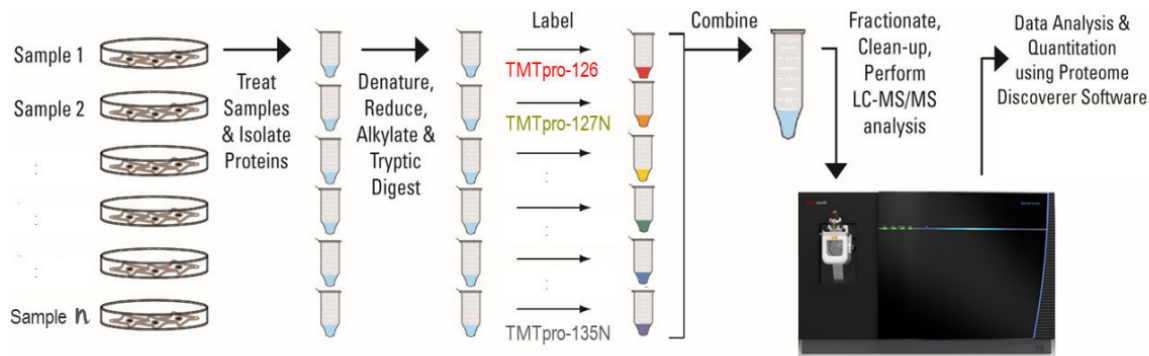 Sample 1
Sample 2
:
:
:
Sample n
Treat
Samples
& Isolate
Proteins
Denature,
Reduce,
Alkylate &
Tryptic
Digest
Label
TMTpro-126
TMTpro-127N
:
:
:
TMTpro-135N
Combine
Fractionate,
Clean-up,
Perform
LC-MS/MS
analysis
Data Analysis &
Quantitation
using Proteome
Discoverer Software